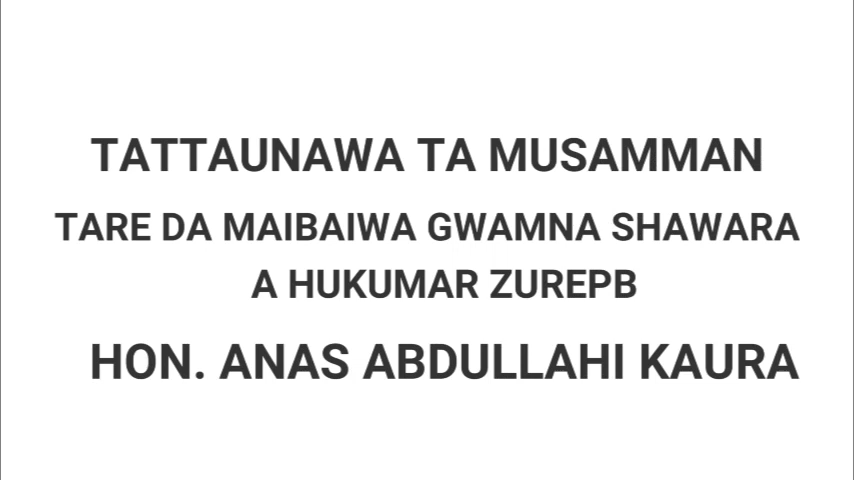 TATTAUNAWA TA MUSAMMAN
TARE DA MAIBAIWA GWAMNA SHAWARA
A HUKUMAR ZUREPB
HON. ANAS ABDULLAHI KAURA